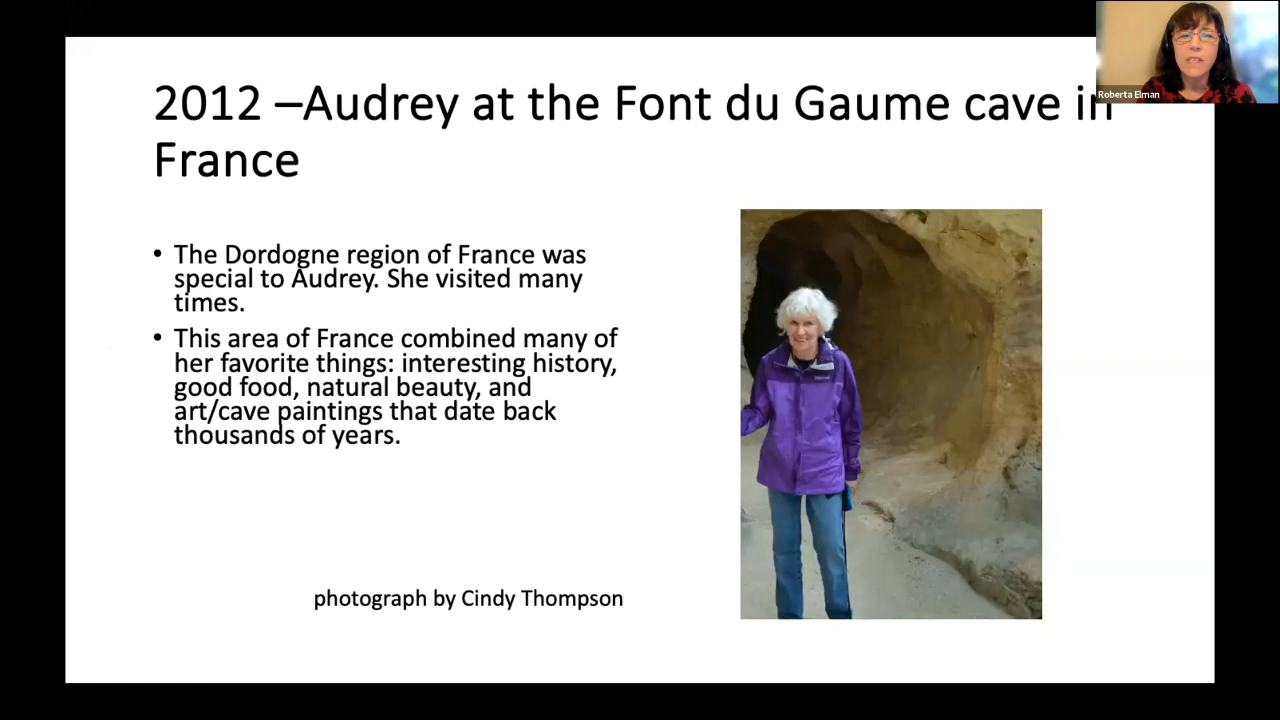 2012 –Audrey at the Font du Gaume cave in
France
• The Dordogne region of France was
special to Audrey. She visited many
times.
• This area of France combined many of
her favorite things: interesting history,
good food, natural beauty, and
art/cave paintings that date back
thousands of years.
photograph by Cindy Thompson
Roberta Elman